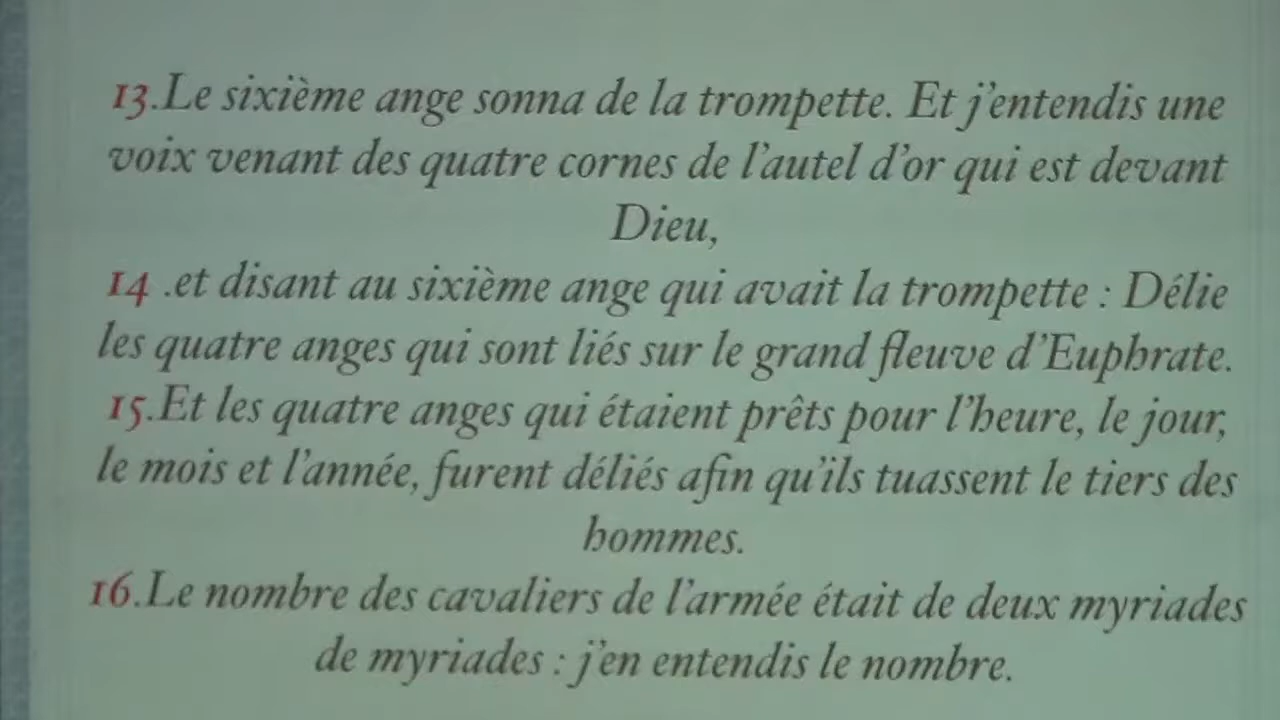 13.Le sixième ange sonna de la trompette. Et j'entendis une
voix venant des quatre cornes de l'autel d'or qui est devant
Dieu,
14 .et disant au sixième ange qui avait la trompette : Délie
les quatre anges qui sont liés sur le grand fleuve d'Euphrate.
15.Et les quatre anges qui étaient prêts pour l'heure, le jour,
le mois et l'année, furent déliés afin qu'ils tuassent le tiers des
hommes.
16.Le nombre des cavaliers de l'armée était de deux myriades
de myriades : j'en entendis le nombre.